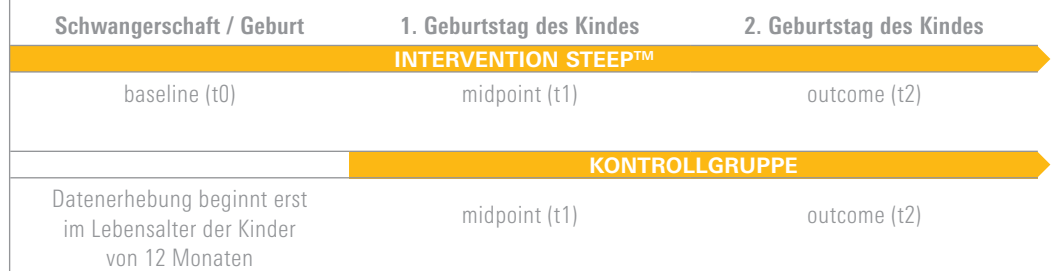 Schwangerschaft / Geburt 1. Geburtstag des Kindes 2. Geburtstag des Kindes
INTERVENTION STEEP™
baseline (t0) midpoint (t1) outcome (t2)
KONTROLLGRUPPE
Datenerhebung beginnt erst
im Lebensalter der Kinder
von 12 Monaten
midpoint (t1) outcome (t2)